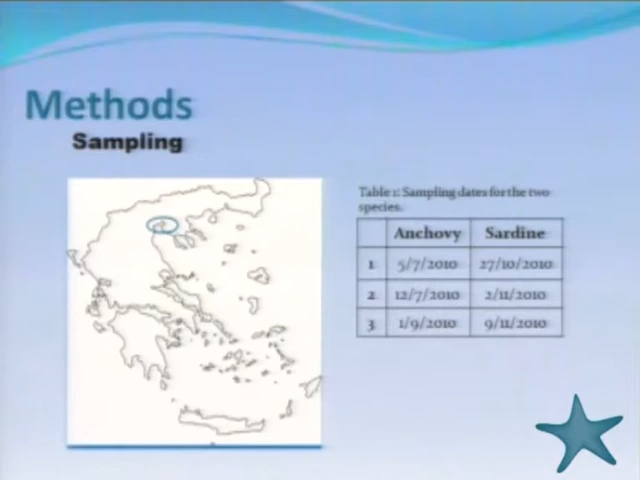 Methods
Sampling
Table 1: Sampling dates for the two
species.
Anchovy Sardine
1 5/7/2010 27/10/2010
2 12/7/2010 2/11/2010
3 1/9/2010 9/11/2010